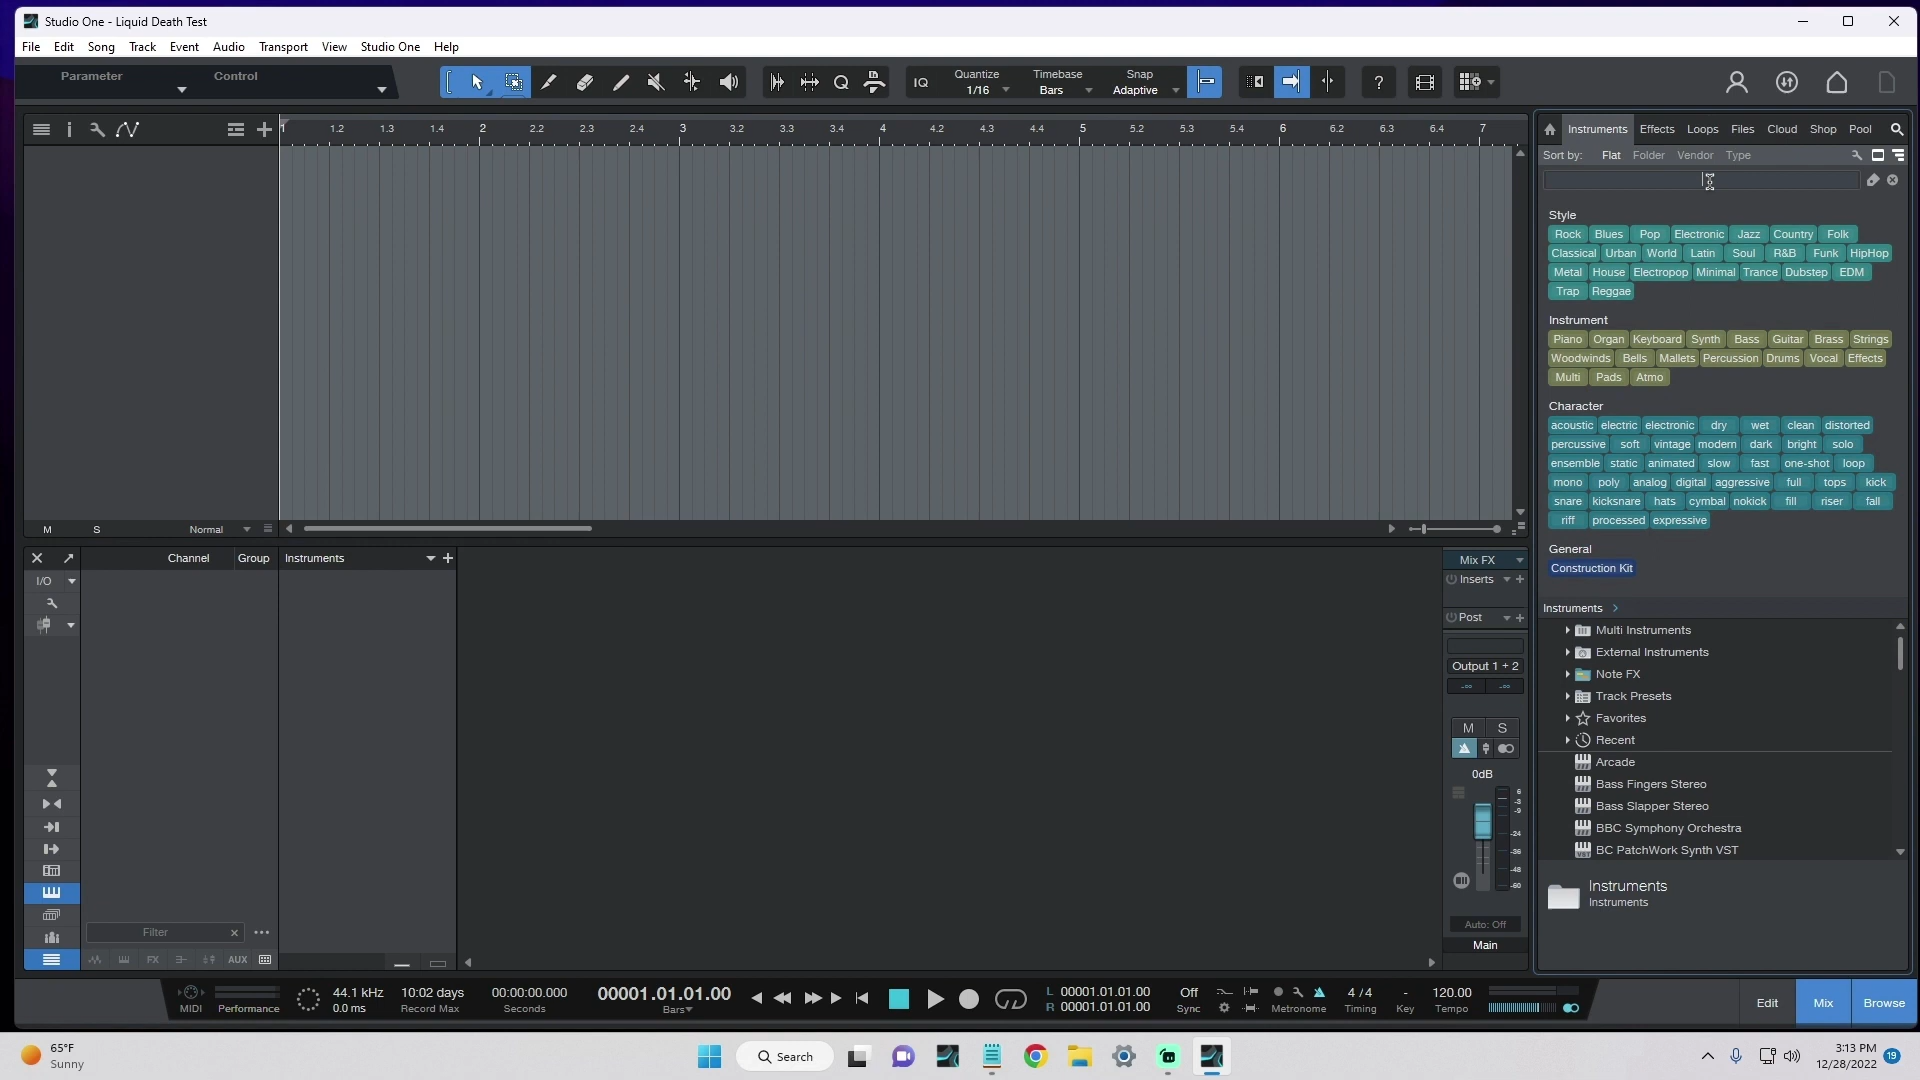 Studio One - Liquid Death Test
File Edit Song Track Event Audio Transport View Studio One Help
Parameter Control
IQ Quantize 1/16 Timebase Bars Snap Adaptive ?
1 1.2 1.3 1.4 2 2.2 2.3 2.4 3 3.2 3.3 3.4 4 4.2 4.3 4.4 5 5.2 5.3 5.4 6 6.2 6.3 6.4 7
M S Normal
Channel Group Instruments
I/O
Filter
FX AUX
Mix FX
Inserts
Post
Output 1 + 2
-∞ -∞
M S
0dB
6
-3
-9
-24
-36
-48
-60
Auto: Off
Main
Instruments Effects Loops Files Cloud Shop Pool
Sort by: Flat Folder Vendor Type
Style
Rock Blues Pop Electronic Jazz Country Folk
Classical Urban World Latin Soul R&B Funk HipHop
Metal House Electropop Minimal Trance Dubstep EDM
Trap Reggae
Instrument
Piano Organ Keyboard Synth Bass Guitar Brass Strings
Woodwinds Bells Mallets Percussion Drums Vocal Effects
Multi Pads Atmo
Character
acoustic electric electronic dry wet clean distorted
percussive soft vintage modern dark bright solo
ensemble static animated slow fast one-shot loop
mono poly analog digital aggressive full tops kick
snare kicksnare hats cymbal nokick fill riser fall
riff processed expressive
General
Construction Kit
Instruments
Multi Instruments
External Instruments
Note FX
Track Presets
Favorites
Recent
Arcade
Bass Fingers Stereo
Bass Slapper Stereo
BBC Symphony Orchestra
BC PatchWork Synth VST
Instruments
Instruments
MIDI Performance
44.1 kHz
0.0 ms
10:02 days
Record Max
00:00:00.000
Seconds
00001.01.01.00
Bars
L 00001.01.01.00
R 00001.01.01.00
Off
Sync
Metronome
4 / 4
Timing
-
Key
120.00
Tempo
Edit Mix Browse
65°F
Sunny
Search
3:13 PM
12/28/2022
19